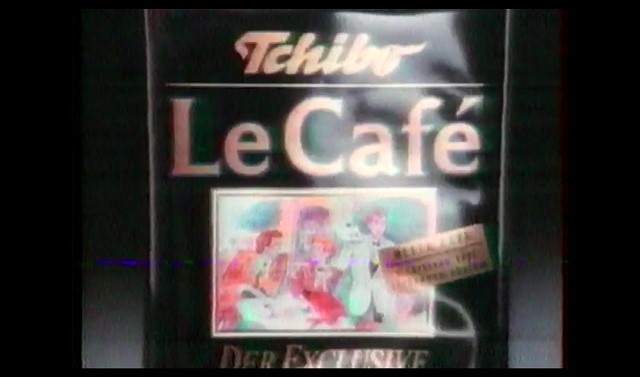 Tchibo
Le Café
DER EXCLUSIVE